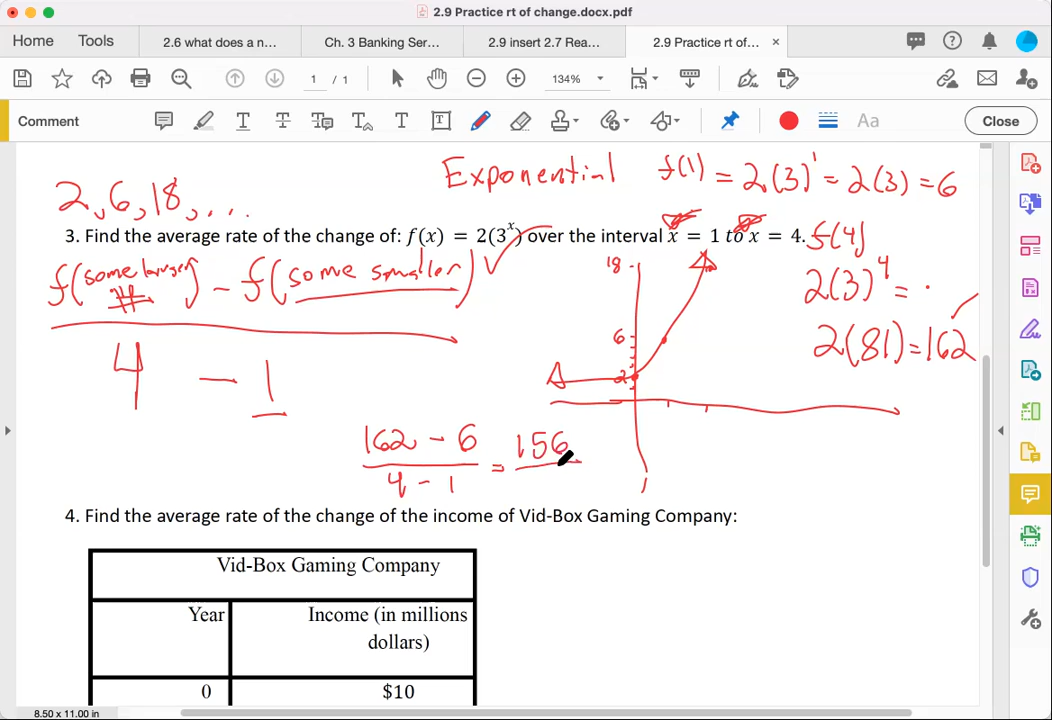 2.9 Practice rt of change.docx.pdf
Home Tools 2.6 what does a n... Ch. 3 Banking Ser... 2.9 insert 2.7 Rea... 2.9 Practice rt of... ×
1 / 1 134%
Comment Aa Close
Exponential f(1) = 2(3)¹ = 2(3) = 6
2, 6, 18, ...
3. Find the average rate of the change of: f(x) = 2(3ˣ) over the interval x = 1 to x = 4.
f(4)
f(some larger #) - f(some smaller)
4 - 1
18
6
2
2(3)⁴ =
2(81) = 162
162 - 6 = 156
4 - 1
4. Find the average rate of the change of the income of Vid-Box Gaming Company:
Vid-Box Gaming Company
Year Income (in millions
dollars)
0 $10
8.50 x 11.00 in